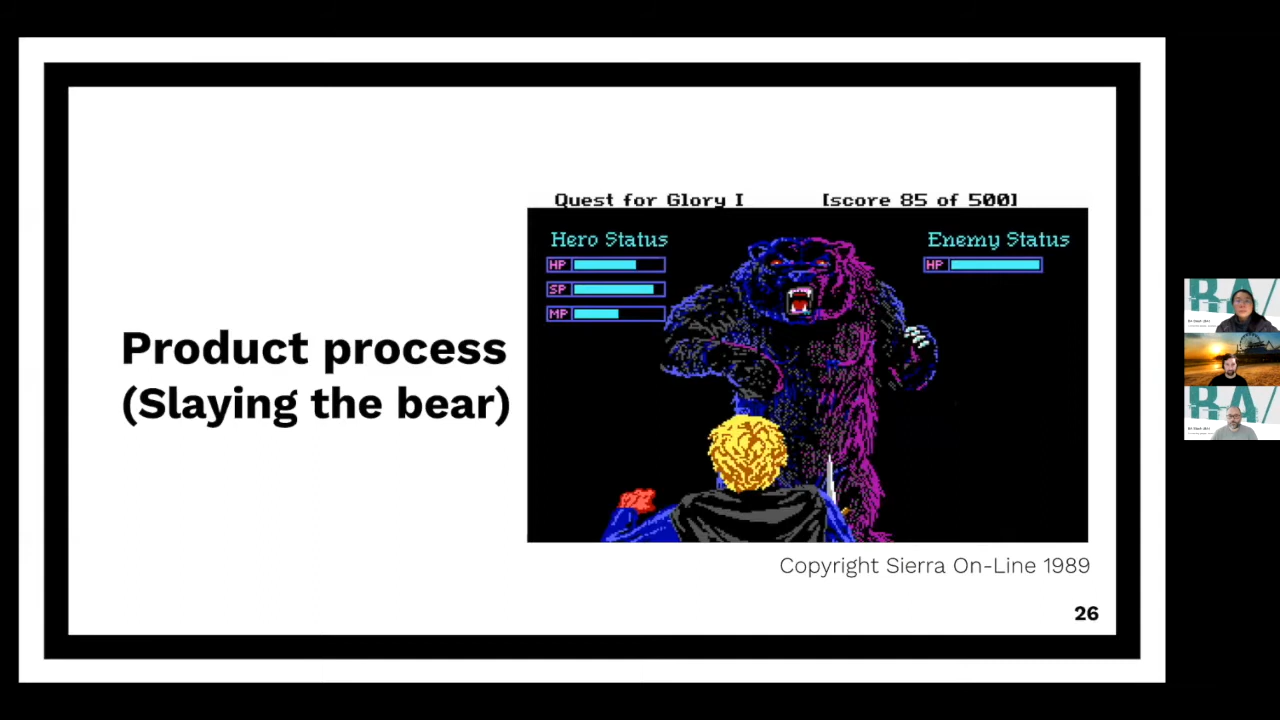 Quest for Glory I [score 85 of 500]
Hero Status
Enemy Status
HP
HP
SP
MP
Product process
(Slaying the bear)
Copyright Sierra On-Line 1989
26